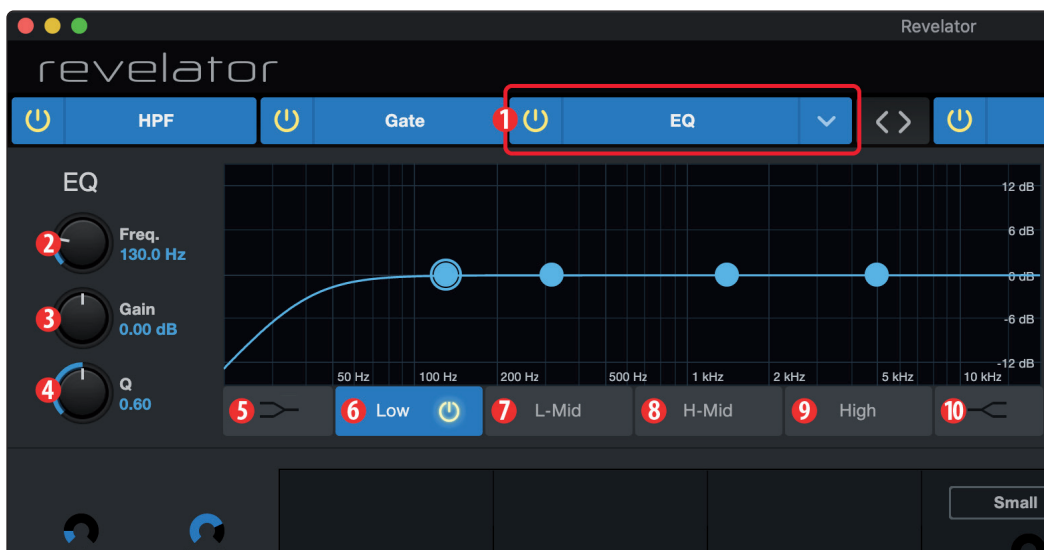 Revelator
revelator
HPF
Gate
1
EQ
EQ
12 dB
2
Freq.
130.0 Hz
6 dB
0 dB
3
Gain
0.00 dB
-6 dB
4
Q
0.60
-12 dB
50 Hz 100 Hz 200 Hz 500 Hz 1 kHz 2 kHz 5 kHz 10 kHz
5 6 Low 7 L-Mid 8 H-Mid 9 High 10
Small